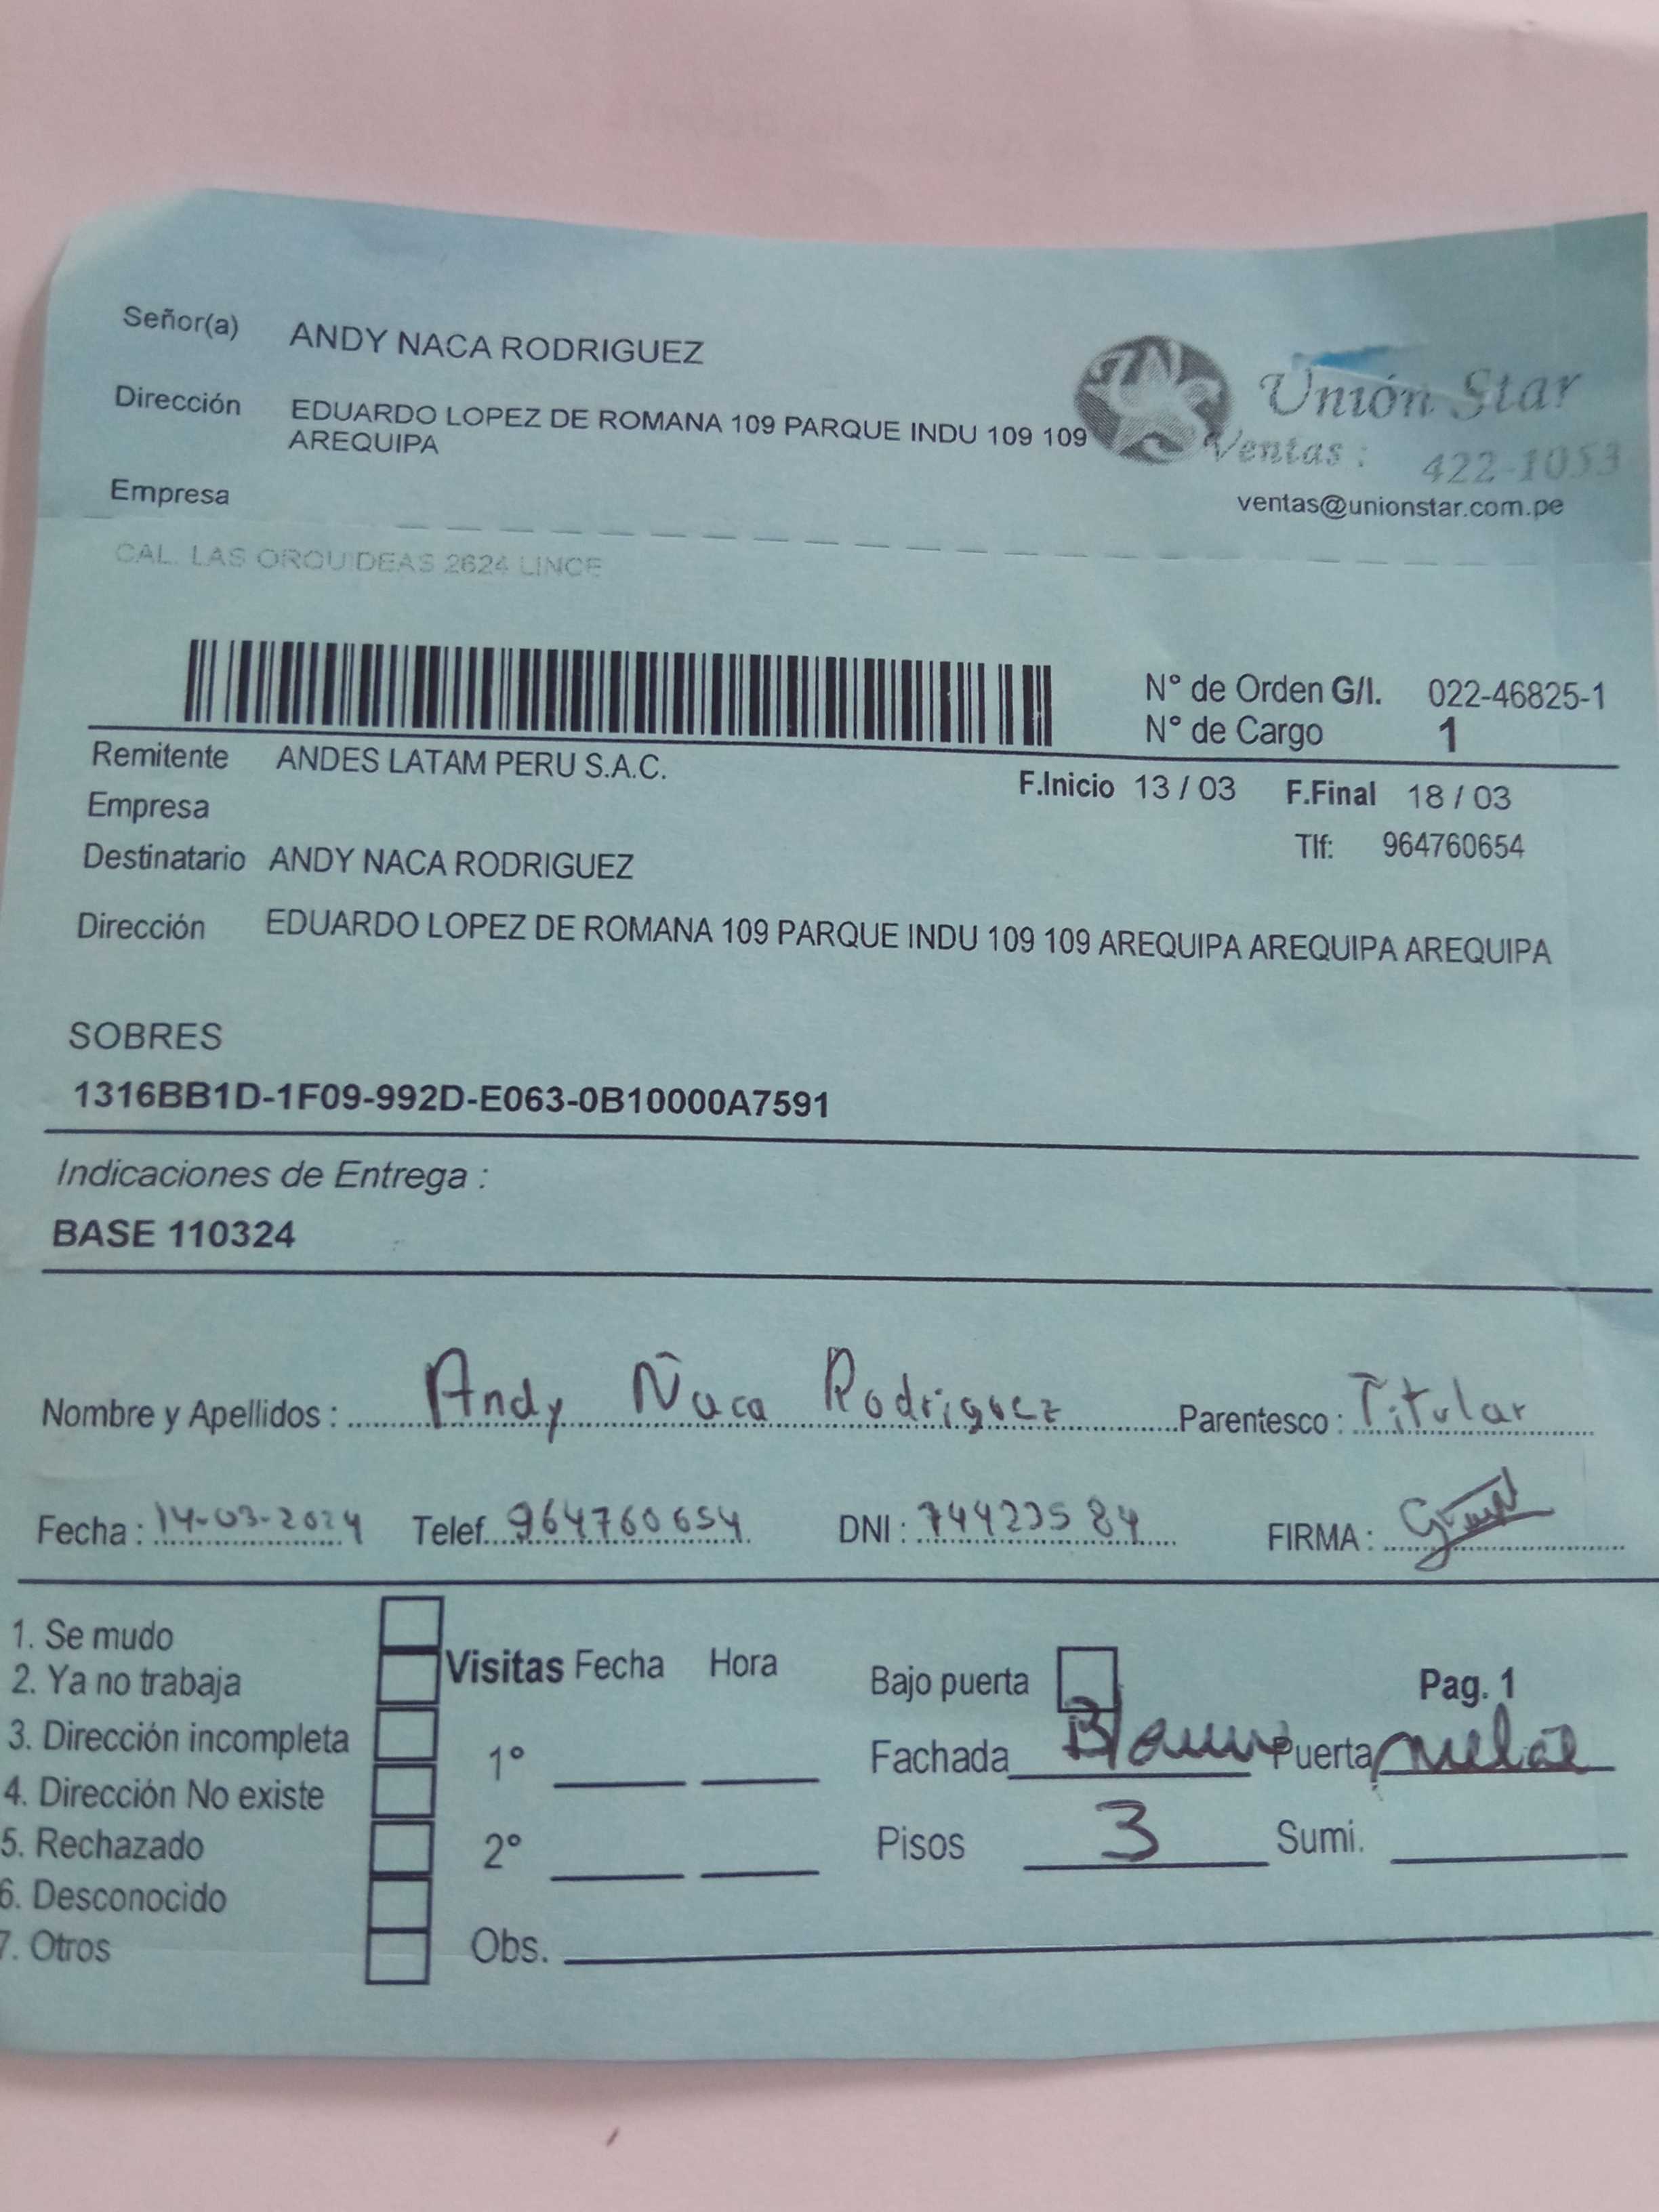 Señor(a) ANDY NACA RODRIGUEZ
Dirección EDUARDO LOPEZ DE ROMANA 109 PARQUE INDU 109 109
AREQUIPA
Empresa
Unión Star
Ventas : 422-1053
ventas@unionstar.com.pe
CAL. LAS ORQUIDEAS 2624 LINCE
N° de Orden G/I. 022-46825-1
N° de Cargo 1
Remitente ANDES LATAM PERU S.A.C.
F.Inicio 13 / 03 F.Final 18 / 03
Empresa
Tlf: 964760654
Destinatario ANDY NACA RODRIGUEZ
Dirección EDUARDO LOPEZ DE ROMANA 109 PARQUE INDU 109 109 AREQUIPA AREQUIPA AREQUIPA
SOBRES
1316BB1D-1F09-992D-E063-0B10000A7591
Indicaciones de Entrega :
BASE 110324
Nombre y Apellidos : Andy Ñaca Rodriguez Parentesco : Titular
Fecha : 14-03-2024 Telef. 964760654 DNI : 74423584 FIRMA :
1. Se mudo
2. Ya no trabaja
3. Dirección incompleta
4. Dirección No existe
5. Rechazado
6. Desconocido
7. Otros
Visitas Fecha Hora
1°
2°
Obs.
Bajo puerta Pag. 1
Fachada Puerta
Pisos 3 Sumi.